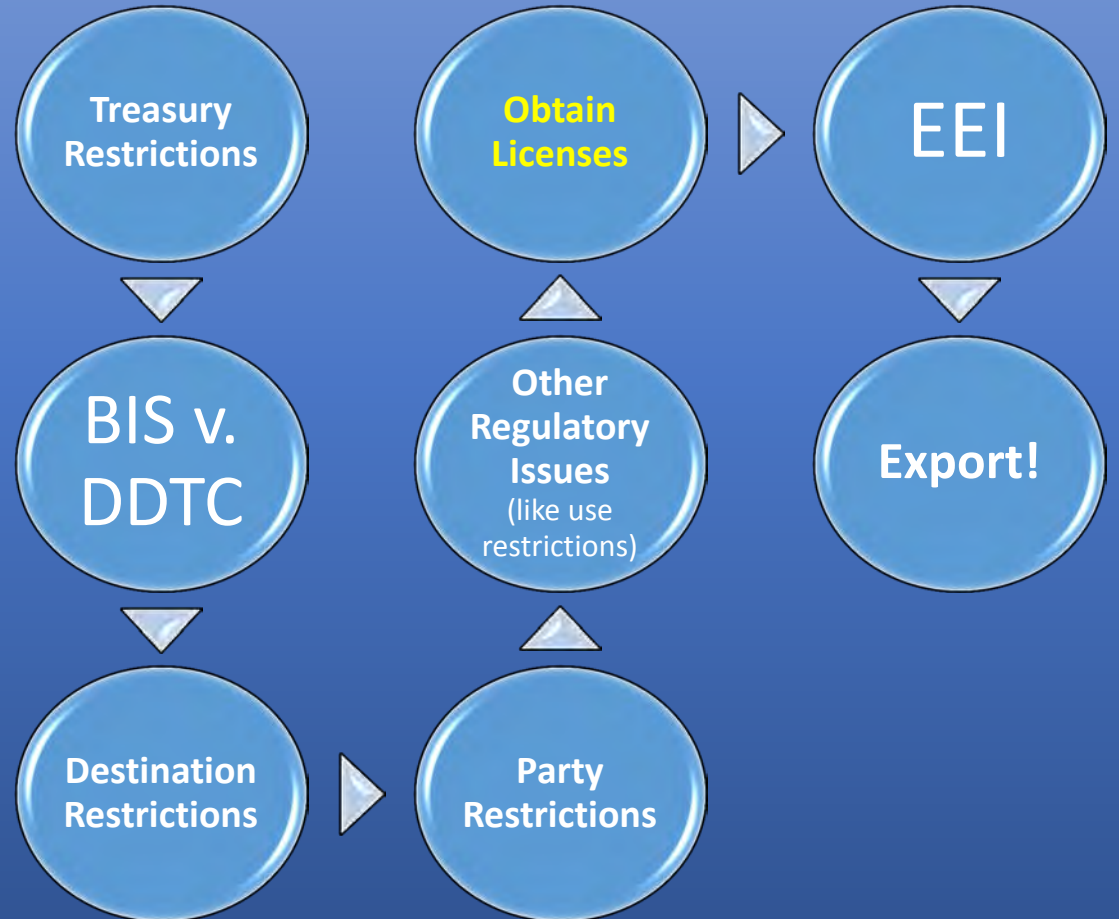 Treasury
Restrictions
BIS v.
DDTC
Destination
Restrictions
Party
Restrictions
Other
Regulatory
Issues
(like use
restrictions)
Obtain
Licenses
EEI
Export!